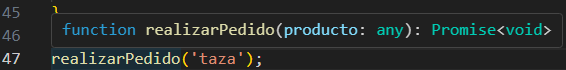 45 }
46 function realizarPedido(producto: any): Promise<void>
47 realizarPedido('taza');